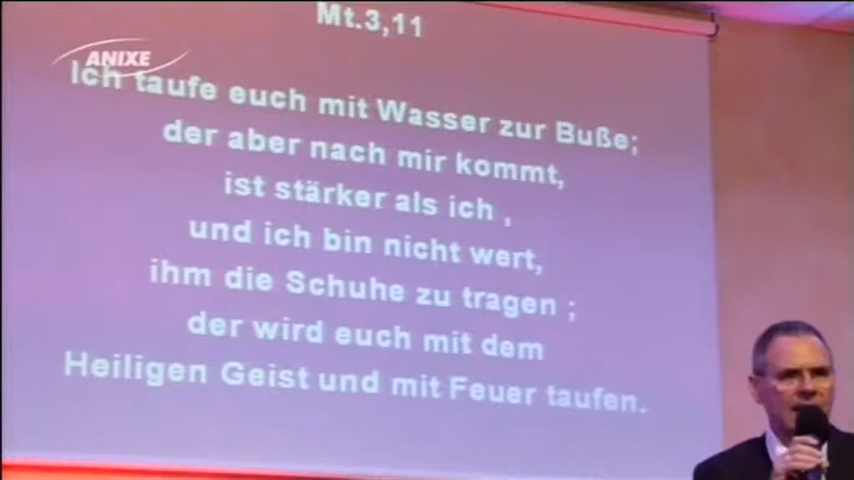 Mt.3,11
ANIXE
Ich taufe euch mit Wasser zur Buße;
der aber nach mir kommt,
ist stärker als ich ,
und ich bin nicht wert,
ihm die Schuhe zu tragen ;
der wird euch mit dem
Heiligen Geist und mit Feuer taufen.